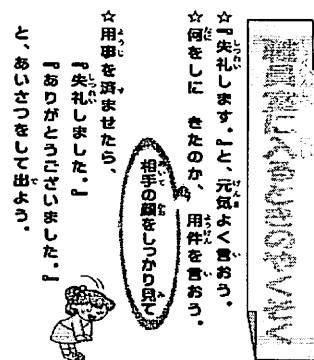 ☆『失礼します。』と、元気よく言おう。
☆何をしに きたのか、 用件を言おう。
相手の顔をしっかり見て
☆用事を済ませたら、
『失礼しました。』
『ありがとうございました。』
と、あいさつをして出よう。